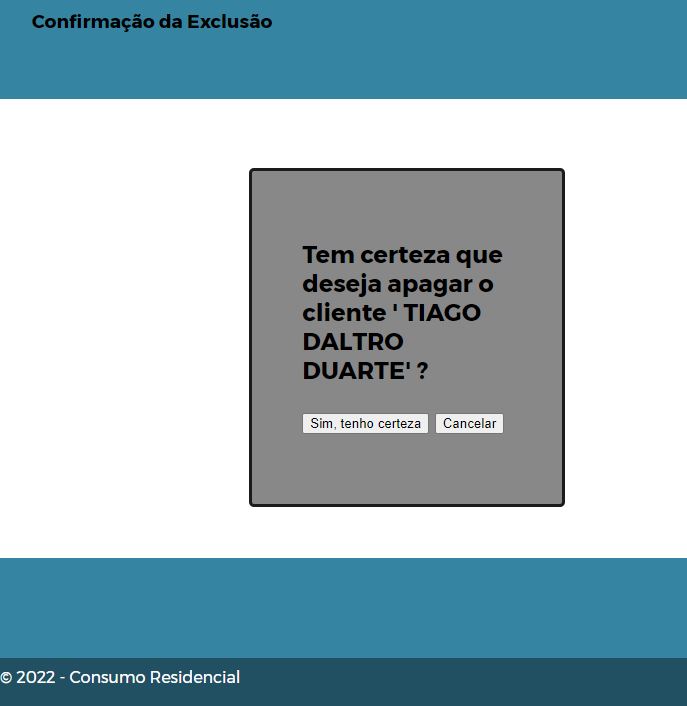 Confirmação da Exclusão
Tem certeza que
deseja apagar o
cliente ' TIAGO
DALTRO
DUARTE' ?
Sim, tenho certeza Cancelar
© 2022 - Consumo Residencial